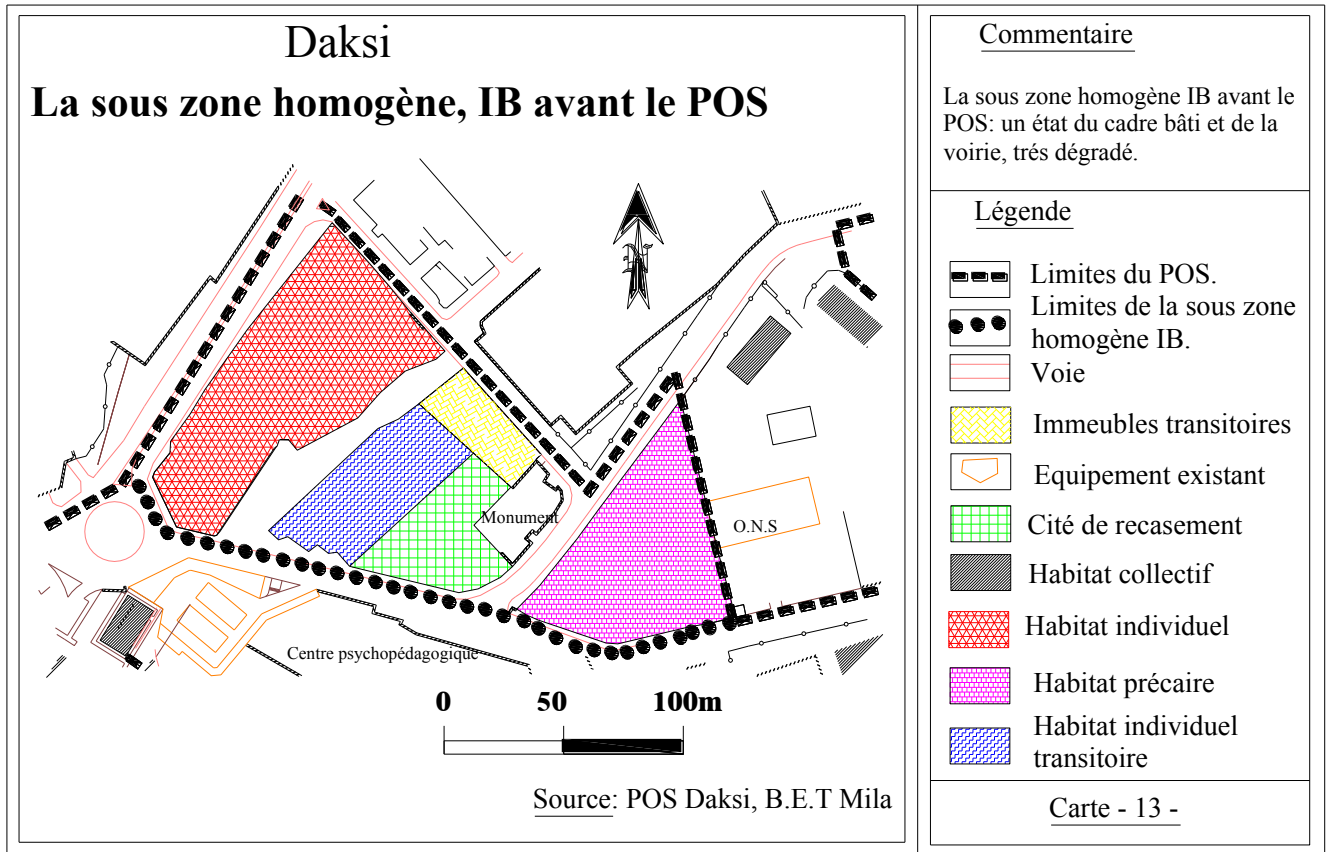 Daksi
La sous zone homogène, IB avant le POS
Monument
O.N.S
Centre psychopédagogique
0 50 100m
Source: POS Daksi, B.E.T Mila
Commentaire
La sous zone homogène IB avant le
POS: un état du cadre bâti et de la
voirie, trés dégradé.
Légende
Limites du POS.
Limites de la sous zone
homogène IB.
Voie
Immeubles transitoires
Equipement existant
Cité de recasement
Habitat collectif
Habitat individuel
Habitat précaire
Habitat individuel
transitoire
Carte - 13 -